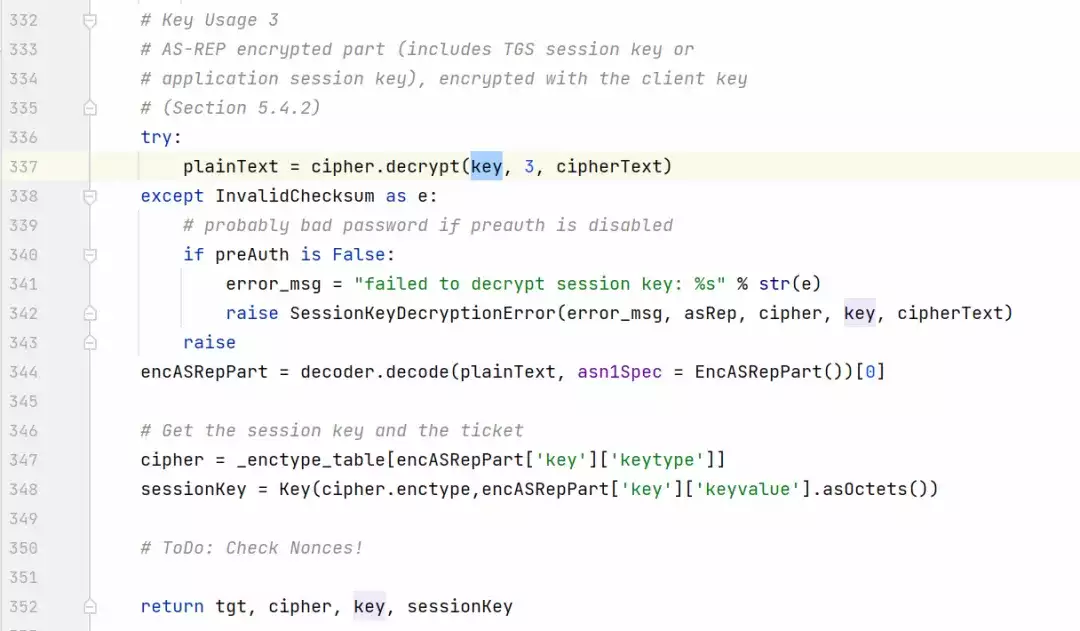 332 # Key Usage 3
333 # AS-REP encrypted part (includes TGS session key or
334 # application session key), encrypted with the client key
335 # (Section 5.4.2)
336 try:
337 plainText = cipher.decrypt(key, 3, cipherText)
338 except InvalidChecksum as e:
339 # probably bad password if preauth is disabled
340 if preAuth is False:
341 error_msg = "failed to decrypt session key: %s" % str(e)
342 raise SessionKeyDecryptionError(error_msg, asRep, cipher, key, cipherText)
343 raise
344 encASRepPart = decoder.decode(plainText, asn1Spec = EncASRepPart())[0]
345
346 # Get the session key and the ticket
347 cipher = _enctype_table[encASRepPart['key']['keytype']]
348 sessionKey = Key(cipher.enctype,encASRepPart['key']['keyvalue'].asOctets())
349
350 # ToDo: Check Nonces!
351
352 return tgt, cipher, key, sessionKey